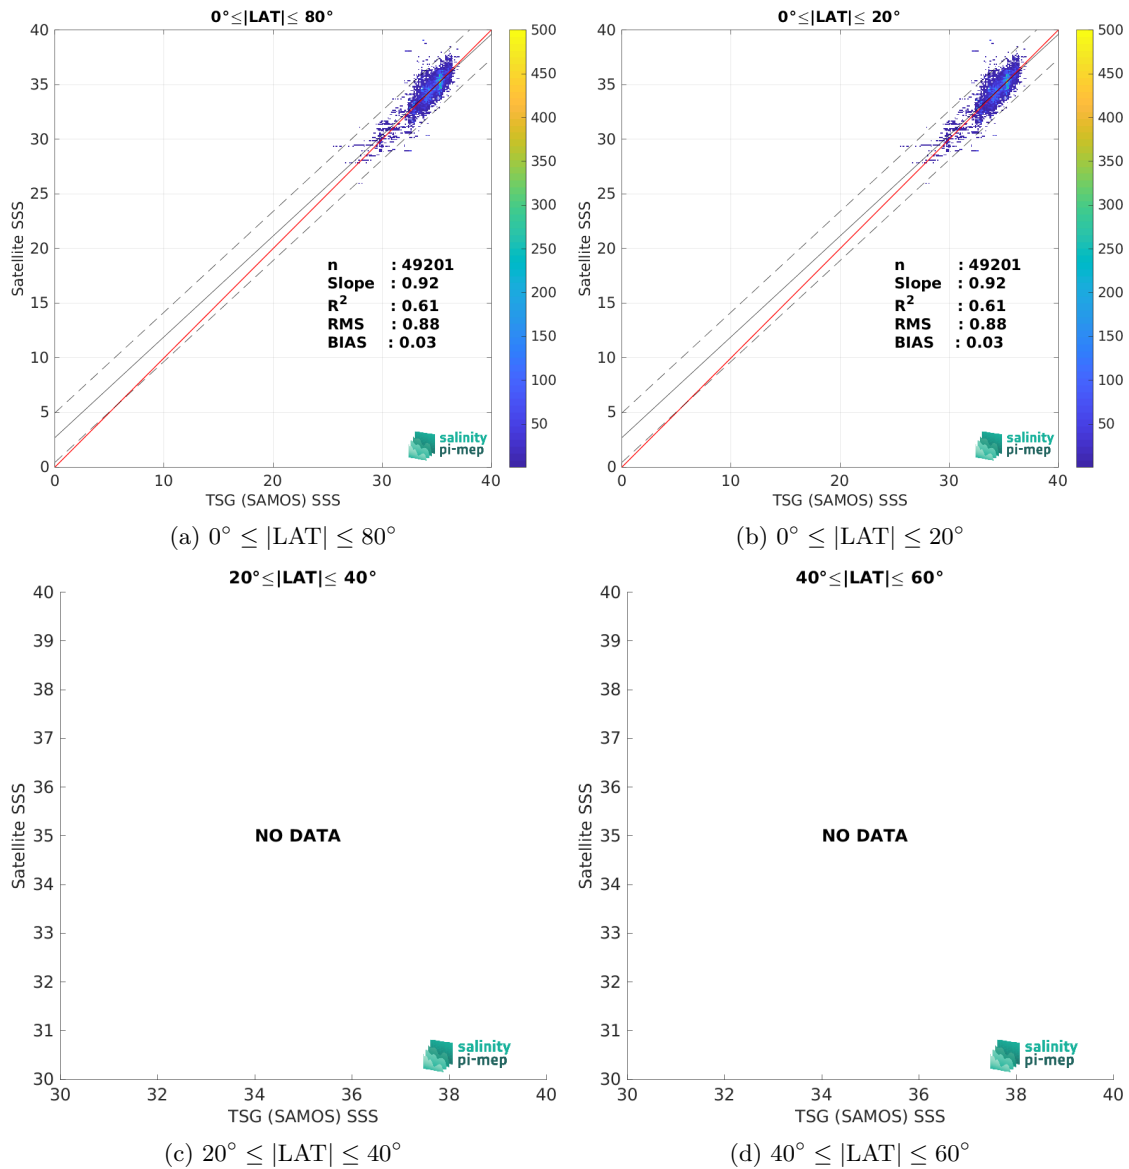 0°≤|LAT|≤ 80°
40
35
30
25
20
15
10
5
0
0
10
20
30
40
Satellite SSS
TSG (SAMOS) SSS
n : 49201
Slope : 0.92
R² : 0.61
RMS : 0.88
BIAS : 0.03
salinity
pi-mep
500
450
400
350
300
250
200
150
100
50
(a) 0° ≤ |LAT| ≤ 80°
0°≤|LAT|≤ 20°
40
35
30
25
20
15
10
5
0
0
10
20
30
40
Satellite SSS
TSG (SAMOS) SSS
n : 49201
Slope : 0.92
R² : 0.61
RMS : 0.88
BIAS : 0.03
salinity
pi-mep
500
450
400
350
300
250
200
150
100
50
(b) 0° ≤ |LAT| ≤ 20°
20°≤|LAT|≤ 40°
40
39
38
37
36
35
34
33
32
31
30
30
32
34
36
38
40
Satellite SSS
TSG (SAMOS) SSS
NO DATA
salinity
pi-mep
(c) 20° ≤ |LAT| ≤ 40°
40°≤|LAT|≤ 60°
40
39
38
37
36
35
34
33
32
31
30
30
32
34
36
38
40
Satellite SSS
TSG (SAMOS) SSS
NO DATA
salinity
pi-mep
(d) 40° ≤ |LAT| ≤ 60°